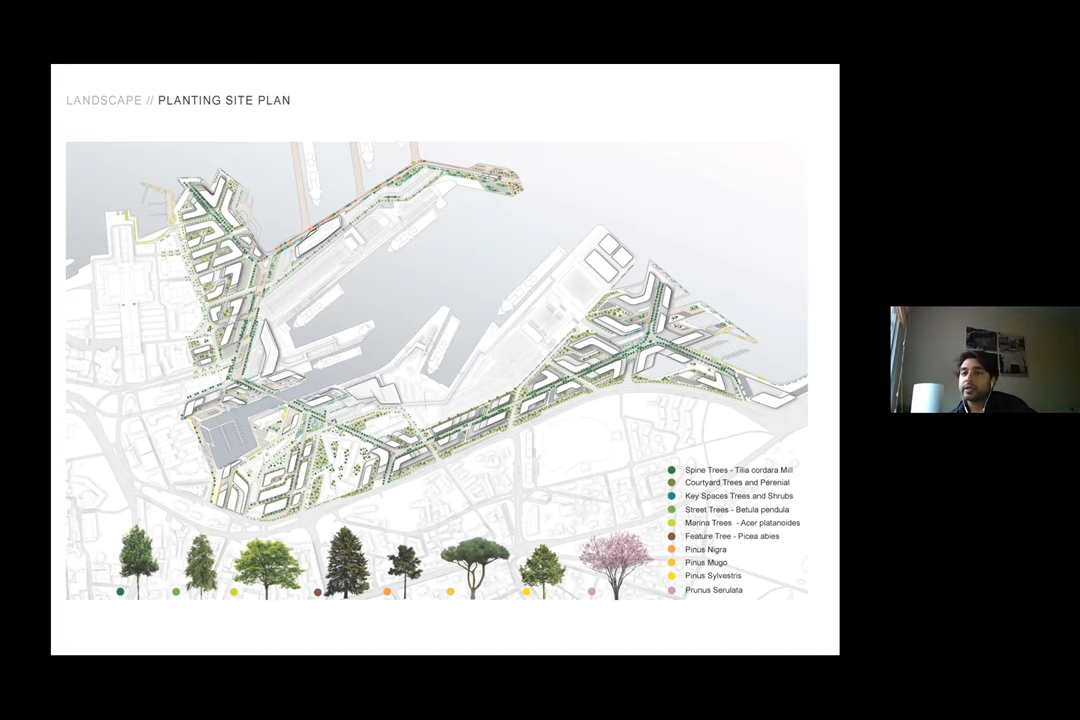 LANDSCAPE // PLANTING SITE PLAN
Spine Trees - Tilia cordara Mill
Courtyard Trees and Perenial
Key Spaces Trees and Shrubs
Street Trees - Betula pendula
Marina Trees - Acer platanoides
Feature Tree - Picea abies
Pinus Nigra
Pinus Mugo
Pinus Sylvestris
Prunus Serulata